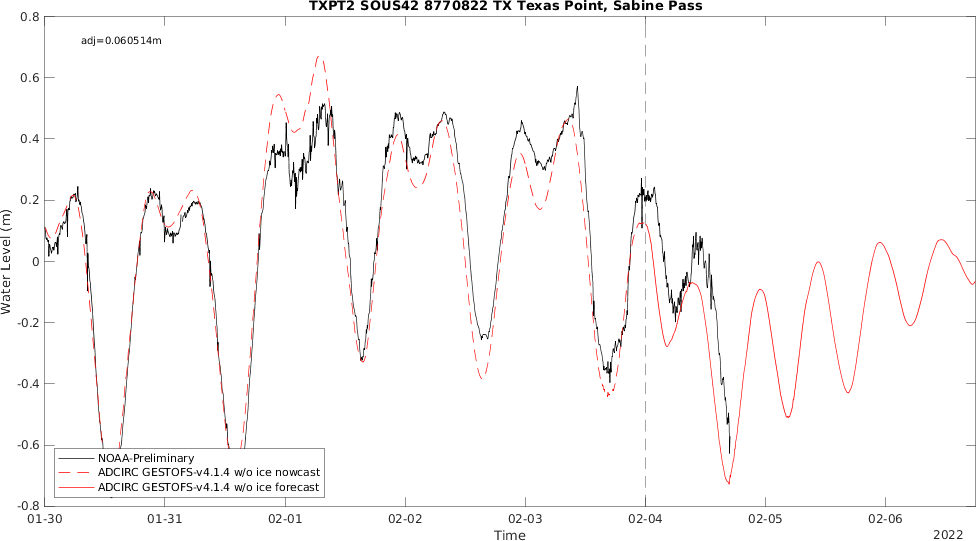 TXPT2 SOUS42 8770822 TX Texas Point, Sabine Pass
adj=0.060514m
0.8
0.6
0.4
0.2
0
-0.2
-0.4
-0.6
-0.8
Water Level (m)
NOAA-Preliminary
ADCIRC GESTOFS-v4.1.4 w/o ice nowcast
ADCIRC GESTOFS-v4.1.4 w/o ice forecast
01-30 01-31 02-01 02-02 02-03 02-04 02-05 02-06
Time
2022